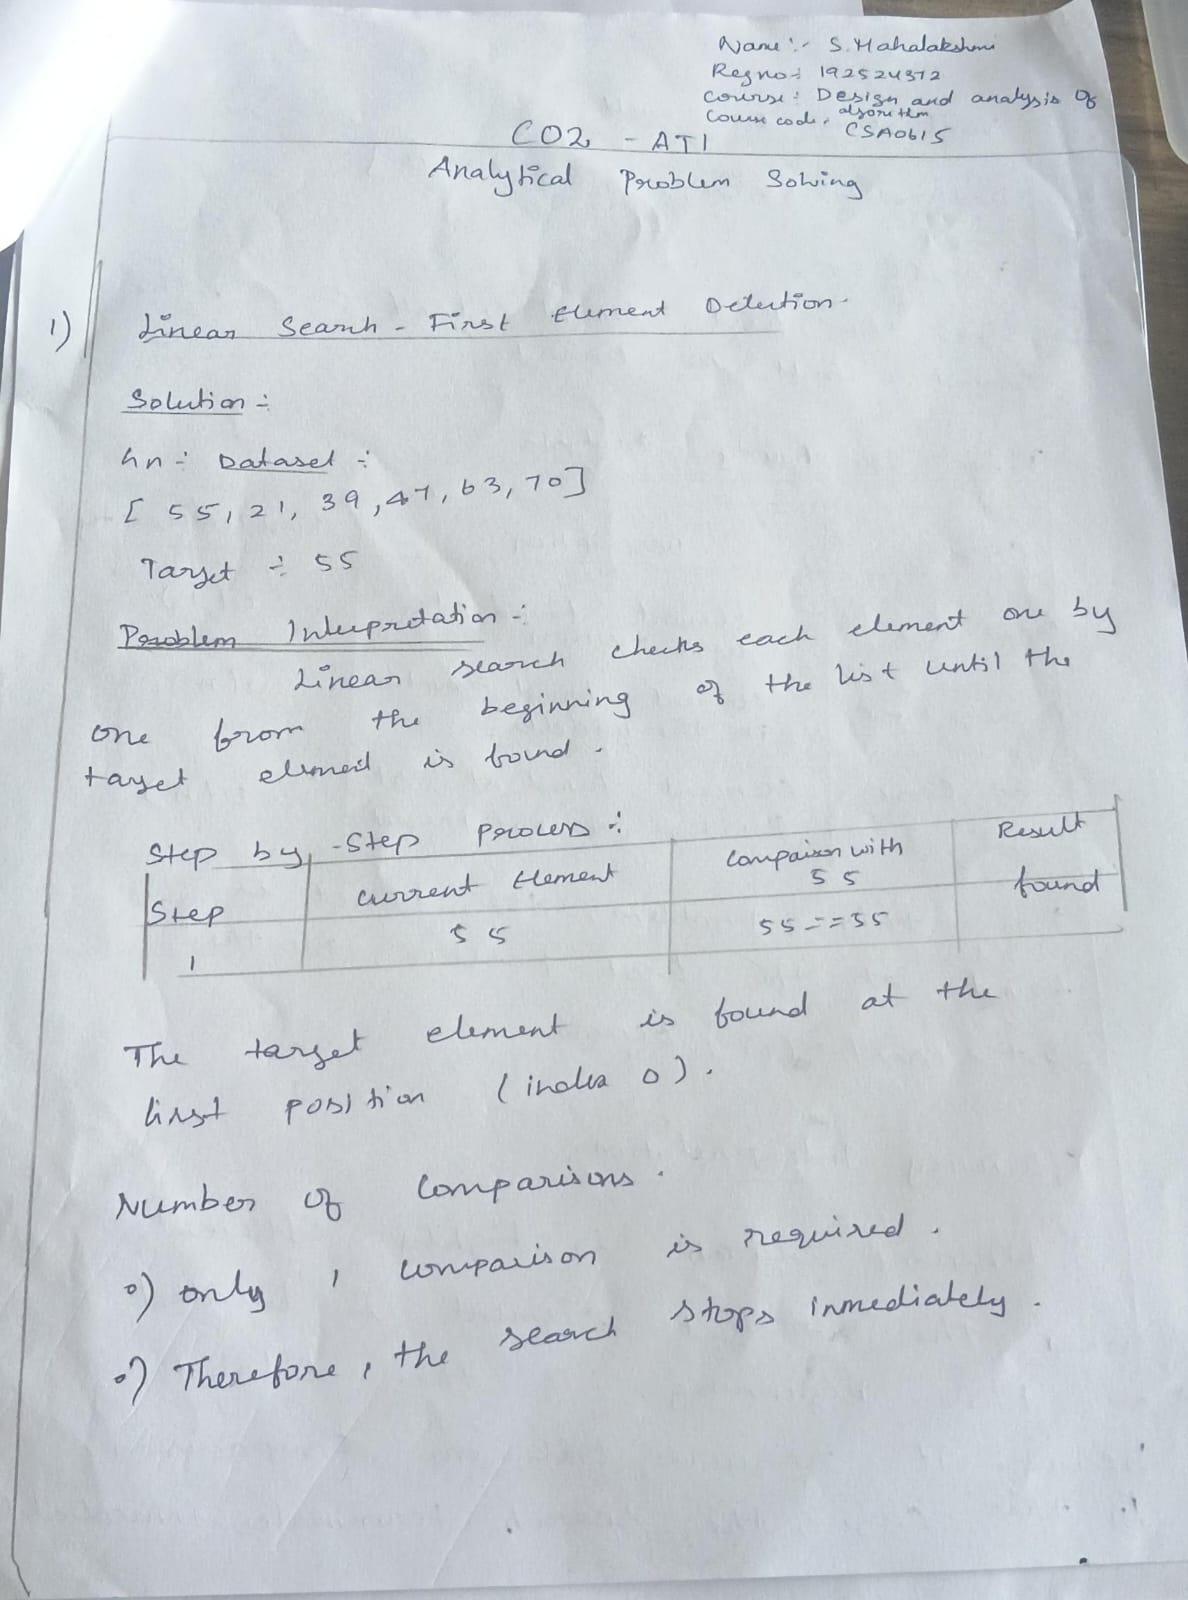 Name :- S. Mahalakshmi
Reg no : 192524372
Course : Design and analysis of
algorithm
Course code : CSA0615
CO2 - AT1
Analytical Problem Solving
1) Linear Search - First Element Detection.
Solution :-
Dataset :-
[ 55, 21, 39, 47, 63, 70 ]
Target :- 55
Problem Interpretation :-
Linear search checks each element one by
one from the beginning of the list until the
target element is found.
Step by -Step process :-
Step Current Element Comparison with 55 Result
1 55 55 == 55 found
The target element is found at the
first position (index 0).
Number of Comparisons.
•) only 1 comparison is required.
•) Therefore, the search stops immediately.